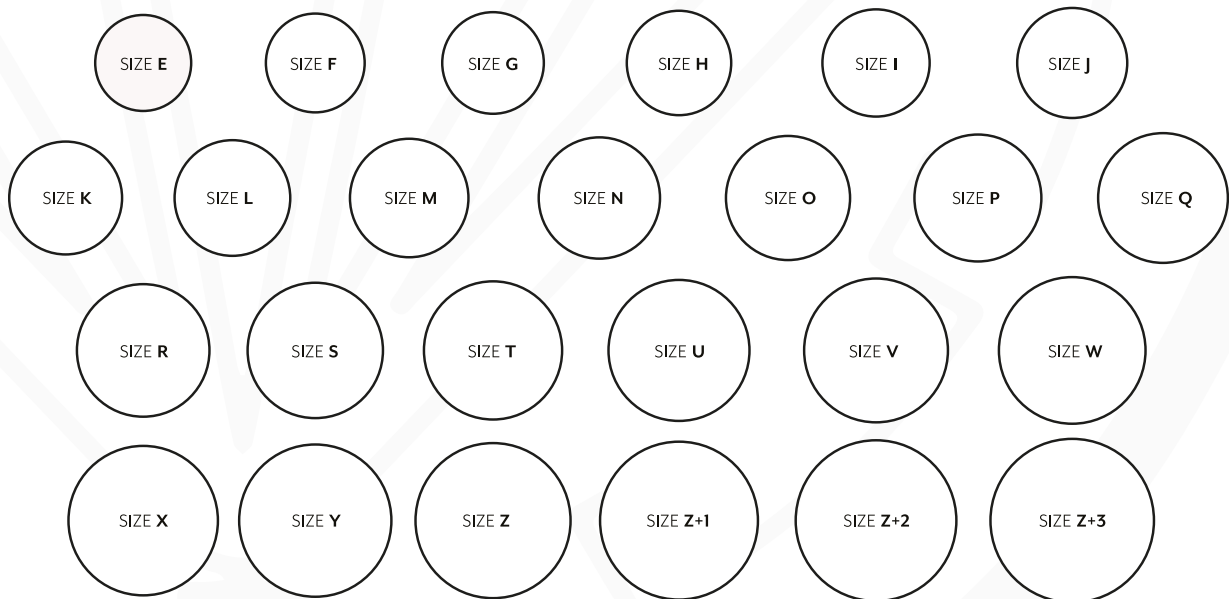 SIZE E SIZE F SIZE G SIZE H SIZE I SIZE J
SIZE K SIZE L SIZE M SIZE N SIZE O SIZE P SIZE Q
SIZE R SIZE S SIZE T SIZE U SIZE V SIZE W
SIZE X SIZE Y SIZE Z SIZE Z+1 SIZE Z+2 SIZE Z+3